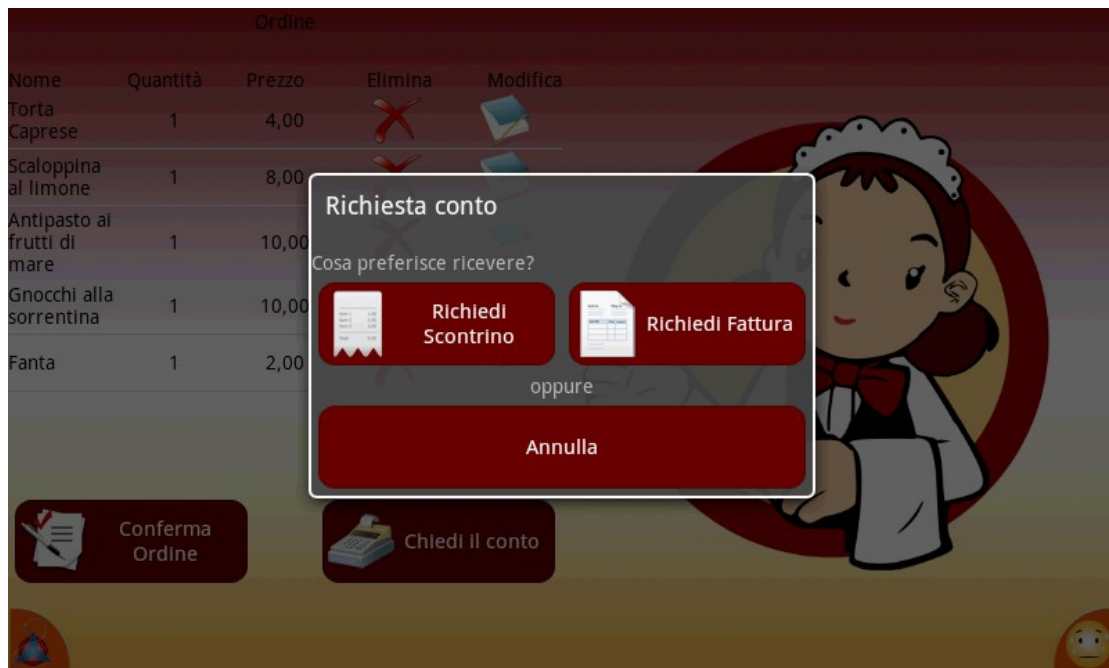 Ordine
Nome Quantità Prezzo Elimina Modifica
Torta
Caprese 1 4,00
Scaloppina
al limone 1 8,00
Antipasto ai
frutti di
mare 1 10,00
Gnocchi alla
sorrentina 1 10,00
Fanta 1 2,00
Richiesta conto
Cosa preferisce ricevere?
Richiedi
Scontrino
Richiedi Fattura
oppure
Annulla
Conferma
Ordine
Chiedi il conto